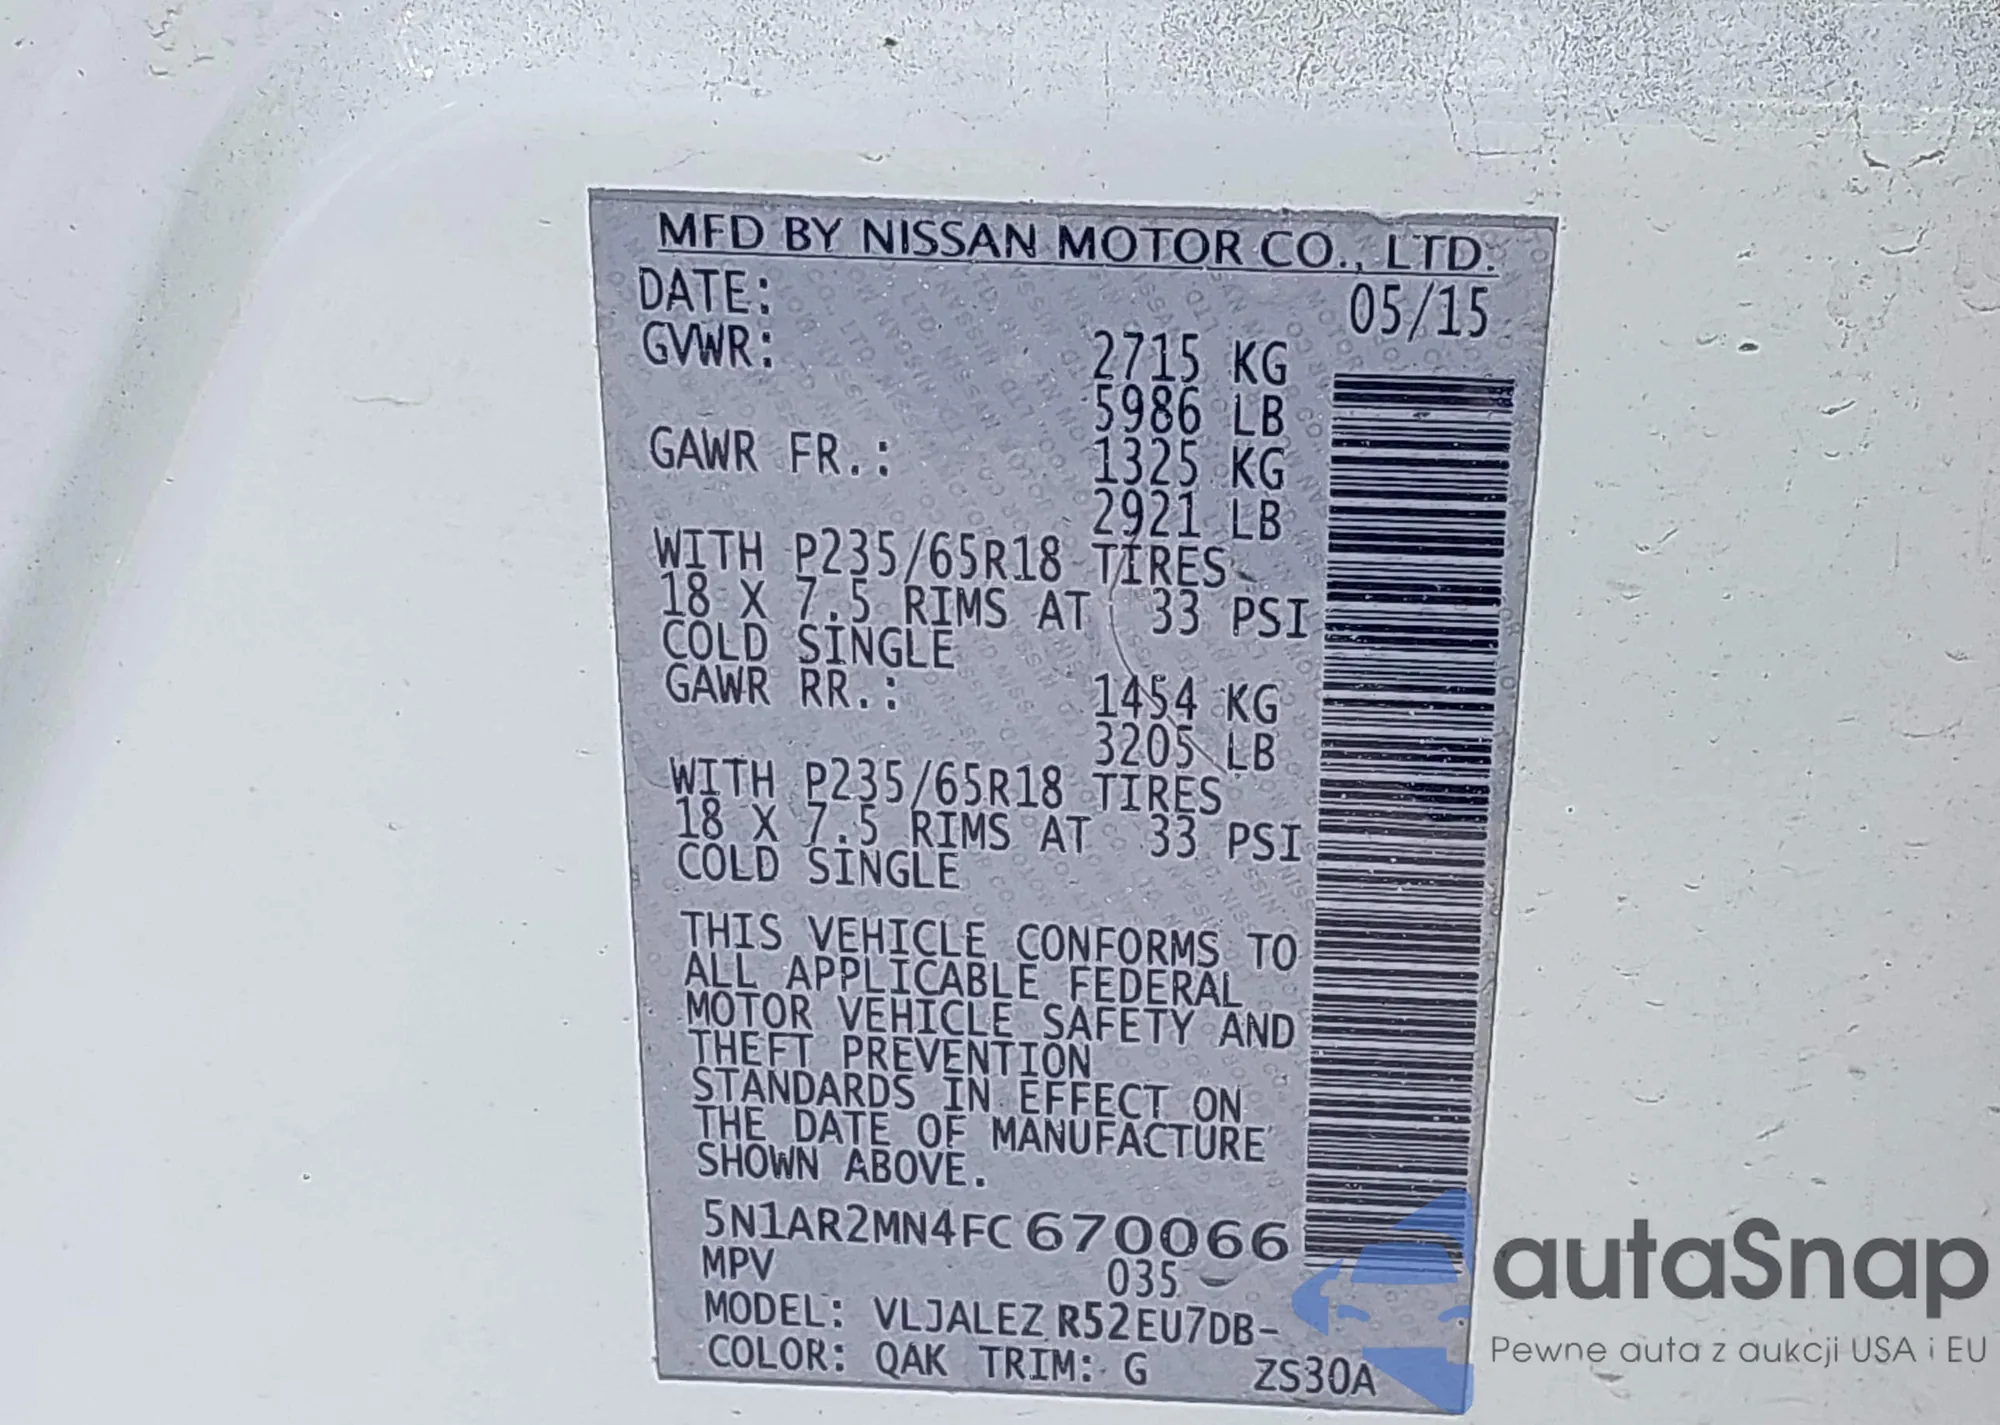 MFD BY NISSAN MOTOR CO., LTD.
DATE: 05/15
GVWR: 2715 KG
5986 LB
GAWR FR.: 1325 KG
2921 LB
WITH P235/65R18 TIRES
18 X 7.5 RIMS AT 33 PSI
COLD SINGLE
GAWR RR.: 1454 KG
3205 LB
WITH P235/65R18 TIRES
18 X 7.5 RIMS AT 33 PSI
COLD SINGLE
THIS VEHICLE CONFORMS TO
ALL APPLICABLE FEDERAL
MOTOR VEHICLE SAFETY AND
THEFT PREVENTION
STANDARDS IN EFFECT ON
THE DATE OF MANUFACTURE
SHOWN ABOVE.
5N1AR2MN4FC670066
MPV 035
MODEL: VLJALEZ R52EU7DB-
COLOR: QAK TRIM: G ZS30A
autaSnap
Pewne auta z aukcji USA i EU